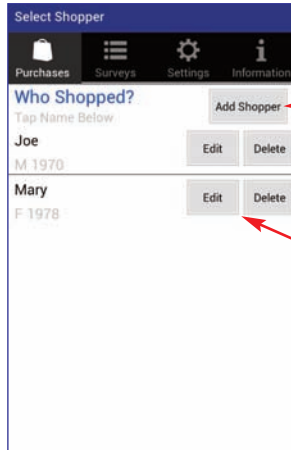 Select Shopper
Purchases Surveys Settings Information
Who Shopped?
Tap Name Below
Add Shopper
Joe
M 1970
Edit Delete
Mary
F 1978
Edit Delete